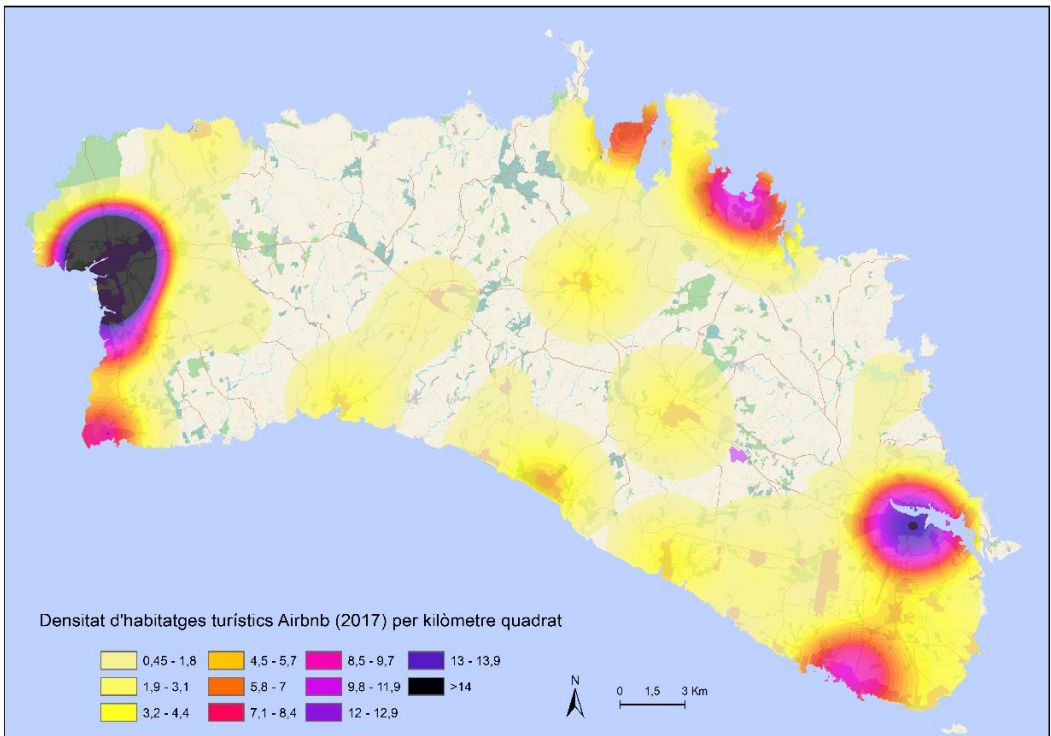 Densitat d'habitatges turístics Airbnb (2017) per kilòmetre quadrat
0,45 - 1,8
4,5 - 5,7
8,5 - 9,7
13 - 13,9
1,9 - 3,1
5,8 - 7
9,8 - 11,9
>14
3,2 - 4,4
7,1 - 8,4
12 - 12,9
N
0 1,5 3 Km